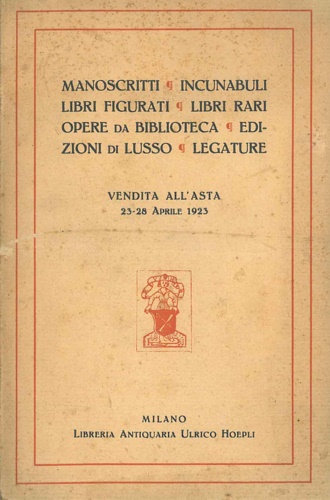 MANOSCRITTI ¶ INCUNABULI
LIBRI FIGURATI ¶ LIBRI RARI
OPERE DA BIBLIOTECA ¶ EDI-
ZIONI DI LUSSO ¶ LEGATURE
VENDITA ALL'ASTA
23-28 APRILE 1923
MILANO
LIBRERIA ANTIQUARIA ULRICO HOEPLI